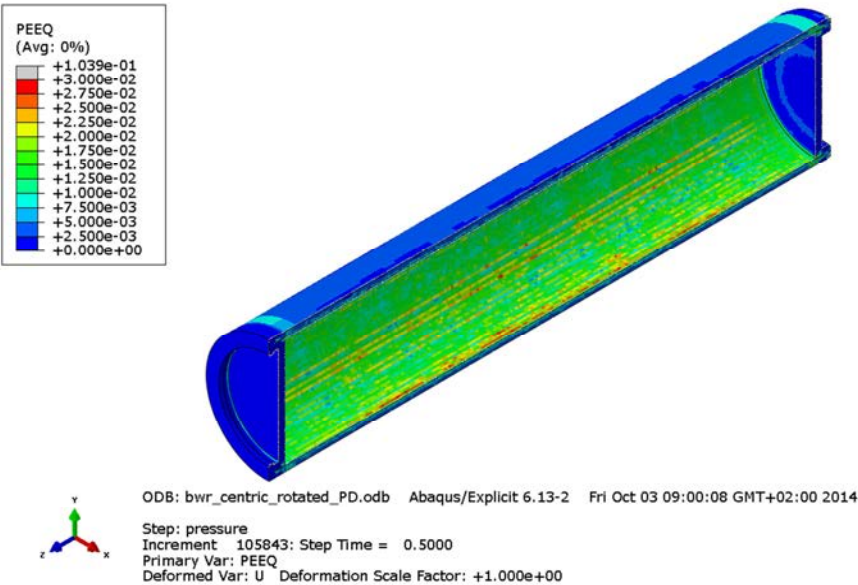 PEEQ
(Avg: 0%)
+1.039e-01
+3.000e-02
+2.750e-02
+2.500e-02
+2.250e-02
+2.000e-02
+1.750e-02
+1.500e-02
+1.250e-02
+1.000e-02
+7.500e-03
+5.000e-03
+2.500e-03
+0.000e+00
Y
Z X
ODB: bwr_centric_rotated_PD.odb Abaqus/Explicit 6.13-2 Fri Oct 03 09:00:08 GMT+02:00 2014
Step: pressure
Increment 105843: Step Time = 0.5000
Primary Var: PEEQ
Deformed Var: U Deformation Scale Factor: +1.000e+00